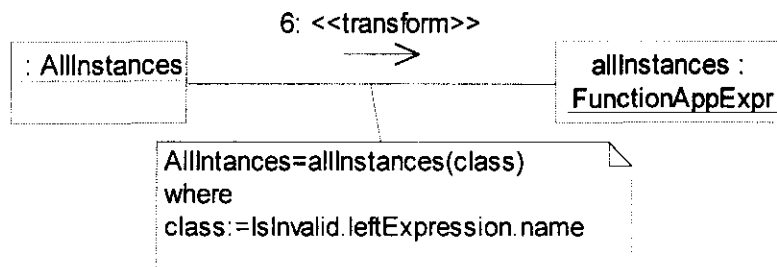 6: <<transform>>
: AllInstances
allInstances :
FunctionAppExpr
AllIntances=allInstances(class)
where
class:=IsInvalid.leftExpression.name